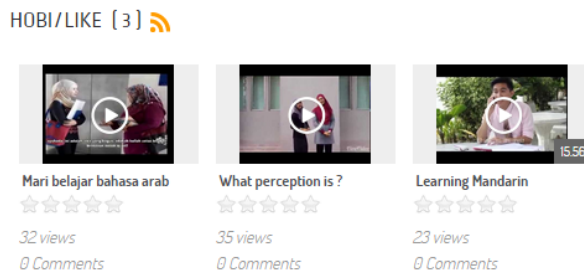 HOBI/LIKE (3)
15.56
Mari belajar bahasa arab
What perception is ?
Learning Mandarin
32 views
35 views
23 views
0 Comments
0 Comments
0 Comments